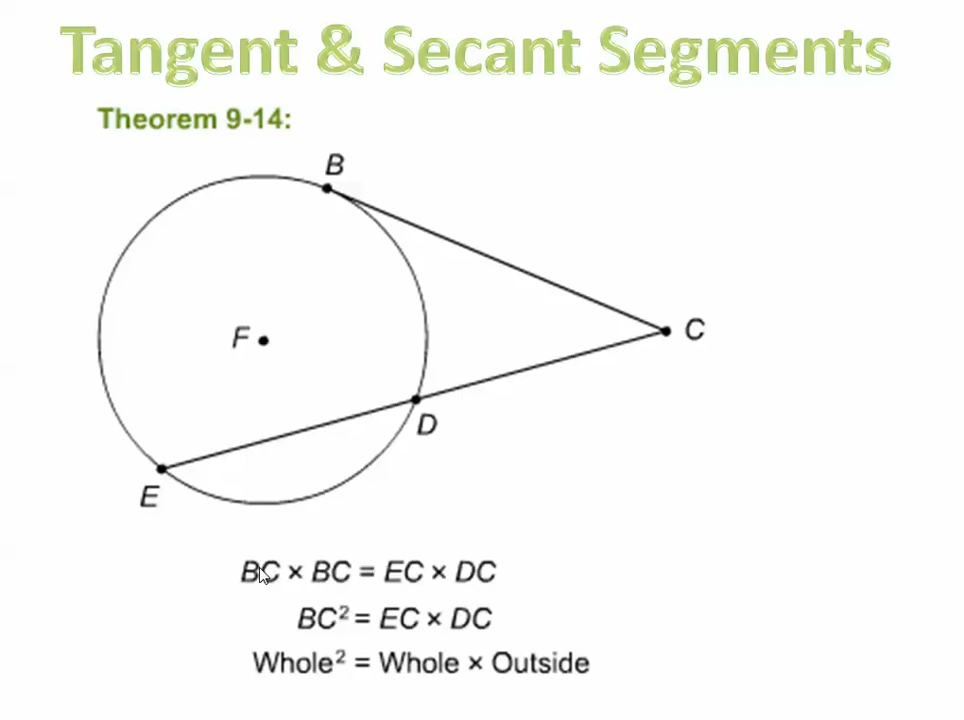 Tangent & Secant Segments
Theorem 9-14:
B
F
C
D
E
BC × BC = EC × DC
BC² = EC × DC
Whole² = Whole × Outside